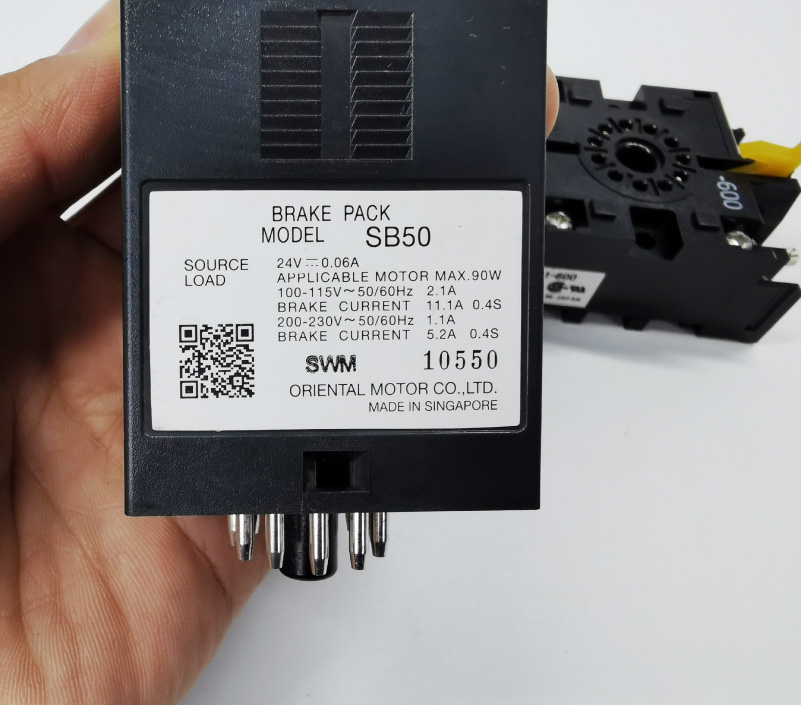 BRAKE PACK
MODEL SB50
SOURCE 24V⎓0.06A
LOAD APPLICABLE MOTOR MAX.90W
100-115V～50/60Hz 2.1A
BRAKE CURRENT 11.1A 0.4S
200-230V～50/60Hz 1.1A
BRAKE CURRENT 5.2A 0.4S
SWM 10550
ORIENTAL MOTOR CO.,LTD.
MADE IN SINGAPORE
009-